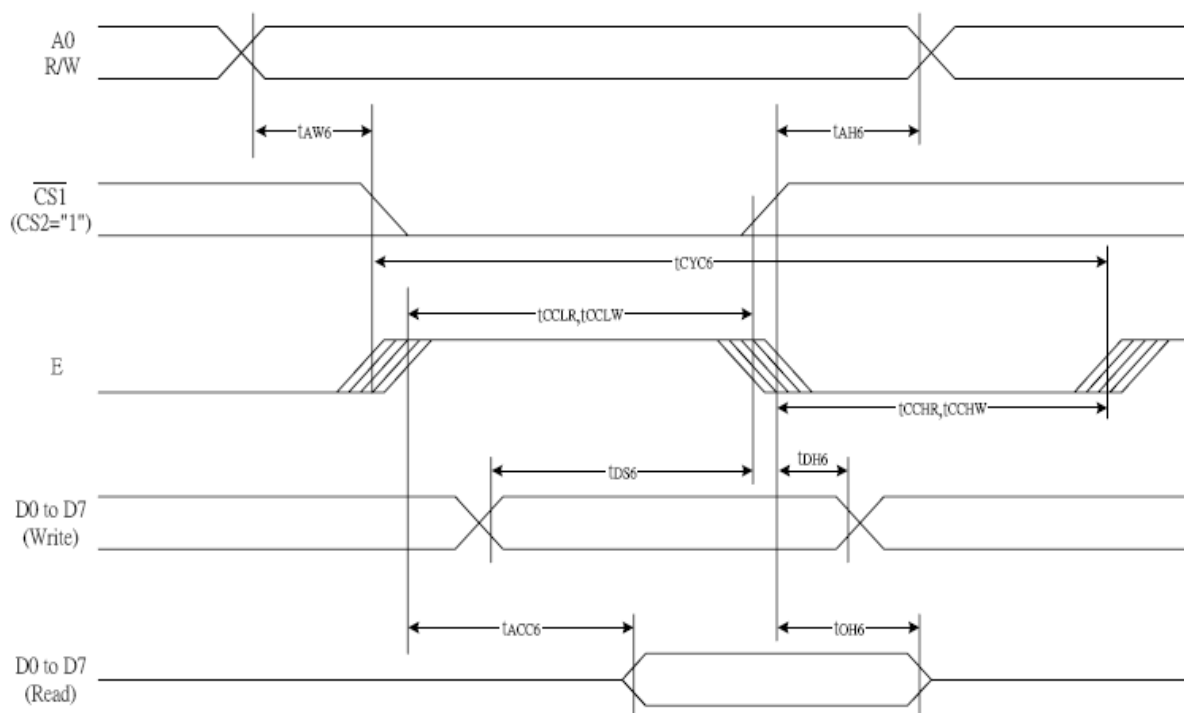 A0
R/W
tAW6
tAH6
CS1
(CS2="1")
tCYC6
tCCLR,tCCLW
E
tCCHR,tCCHW
tDS6
tDH6
D0 to D7
(Write)
tACC6
tOH6
D0 to D7
(Read)